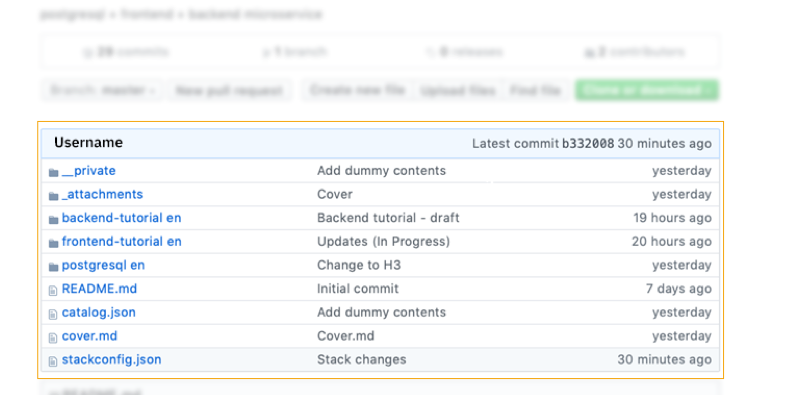 postgresql + frontend + backend microservice
29 commits 1 branch 0 releases 2 contributors
Branch: master New pull request Create new file Upload files Find file Clone or download
Username Latest commit b332008 30 minutes ago
__private Add dummy contents yesterday
_attachments Cover yesterday
backend-tutorial en Backend tutorial - draft 19 hours ago
frontend-tutorial en Updates (In Progress) 20 hours ago
postgresql en Change to H3 yesterday
README.md Initial commit 7 days ago
catalog.json Add dummy contents yesterday
cover.md Cover.md yesterday
stackconfig.json Stack changes 30 minutes ago
README.md